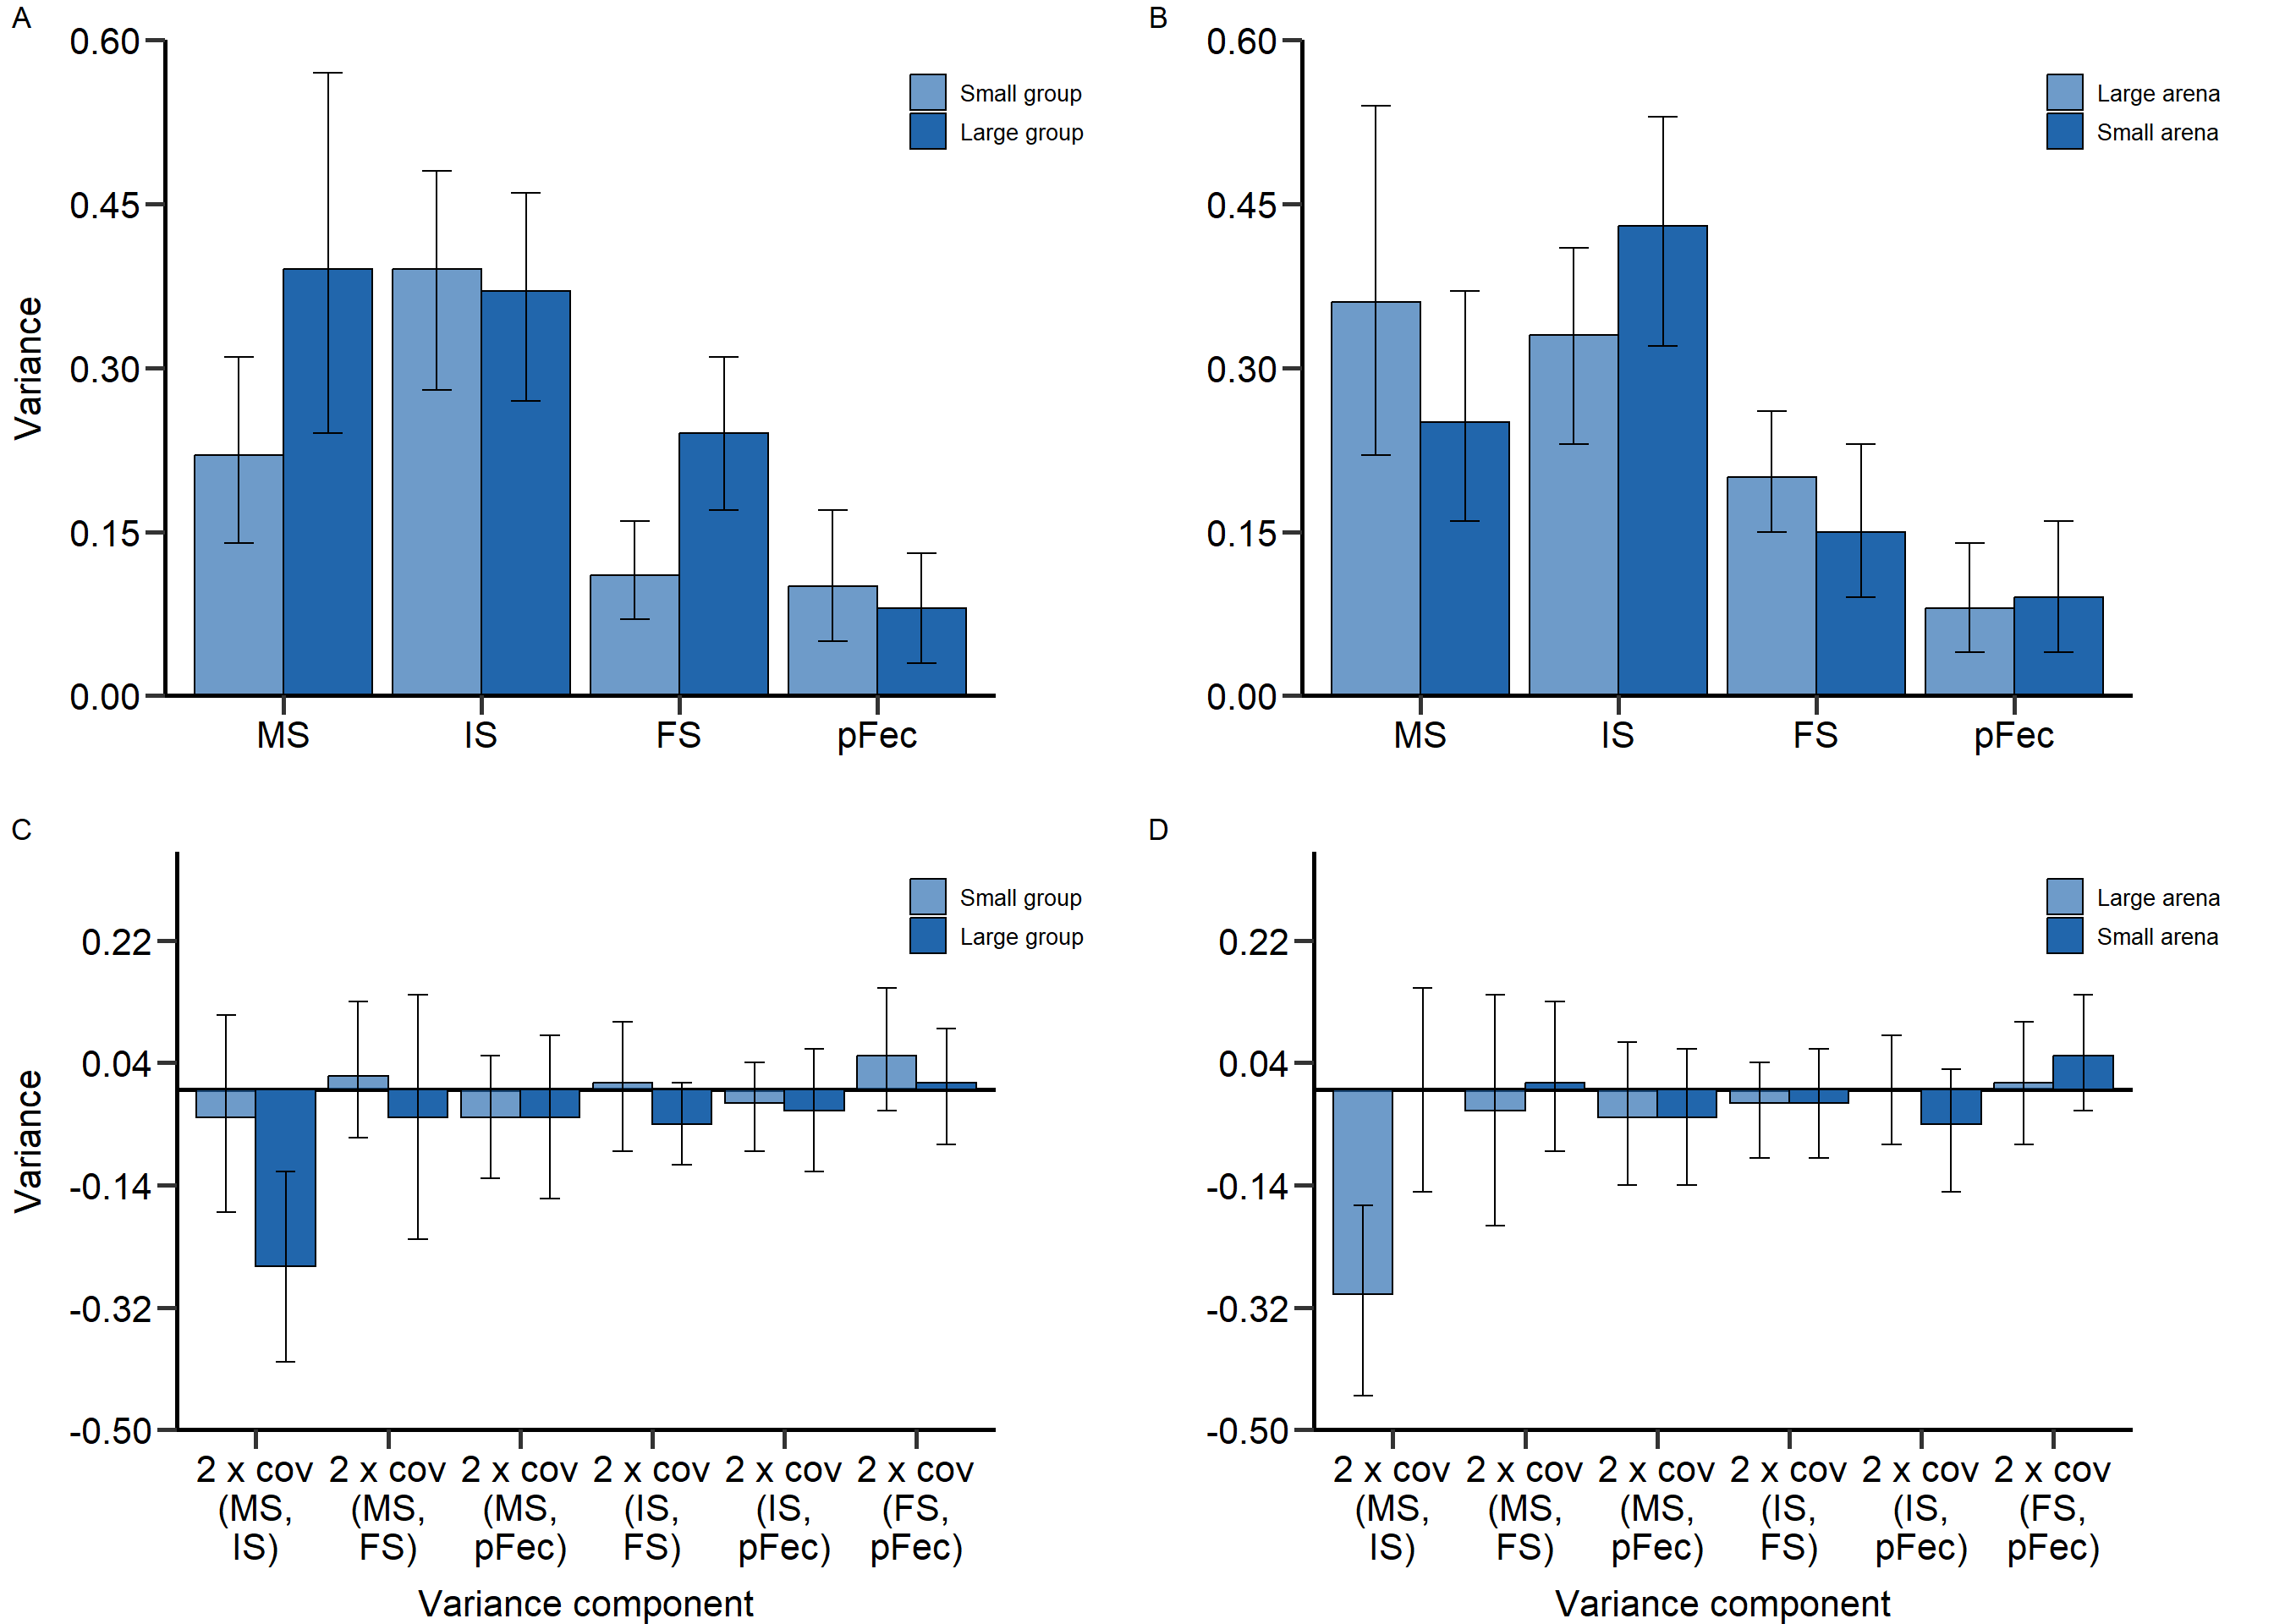 A
0.60
0.45
0.30
0.15
0.00
Variance
Small group
Large group
MS IS FS pFec
B
0.60
0.45
0.30
0.15
0.00
Large arena
Small arena
MS IS FS pFec
C
0.22
0.04
-0.14
-0.32
-0.50
Variance
Small group
Large group
2 x cov 2 x cov 2 x cov 2 x cov 2 x cov 2 x cov
(MS, (MS, (MS, (IS, (IS, (FS,
IS) FS) pFec) FS) pFec) pFec)
Variance component
D
0.22
0.04
-0.14
-0.32
-0.50
Large arena
Small arena
2 x cov 2 x cov 2 x cov 2 x cov 2 x cov 2 x cov
(MS, (MS, (MS, (IS, (IS, (FS,
IS) FS) pFec) FS) pFec) pFec)
Variance component